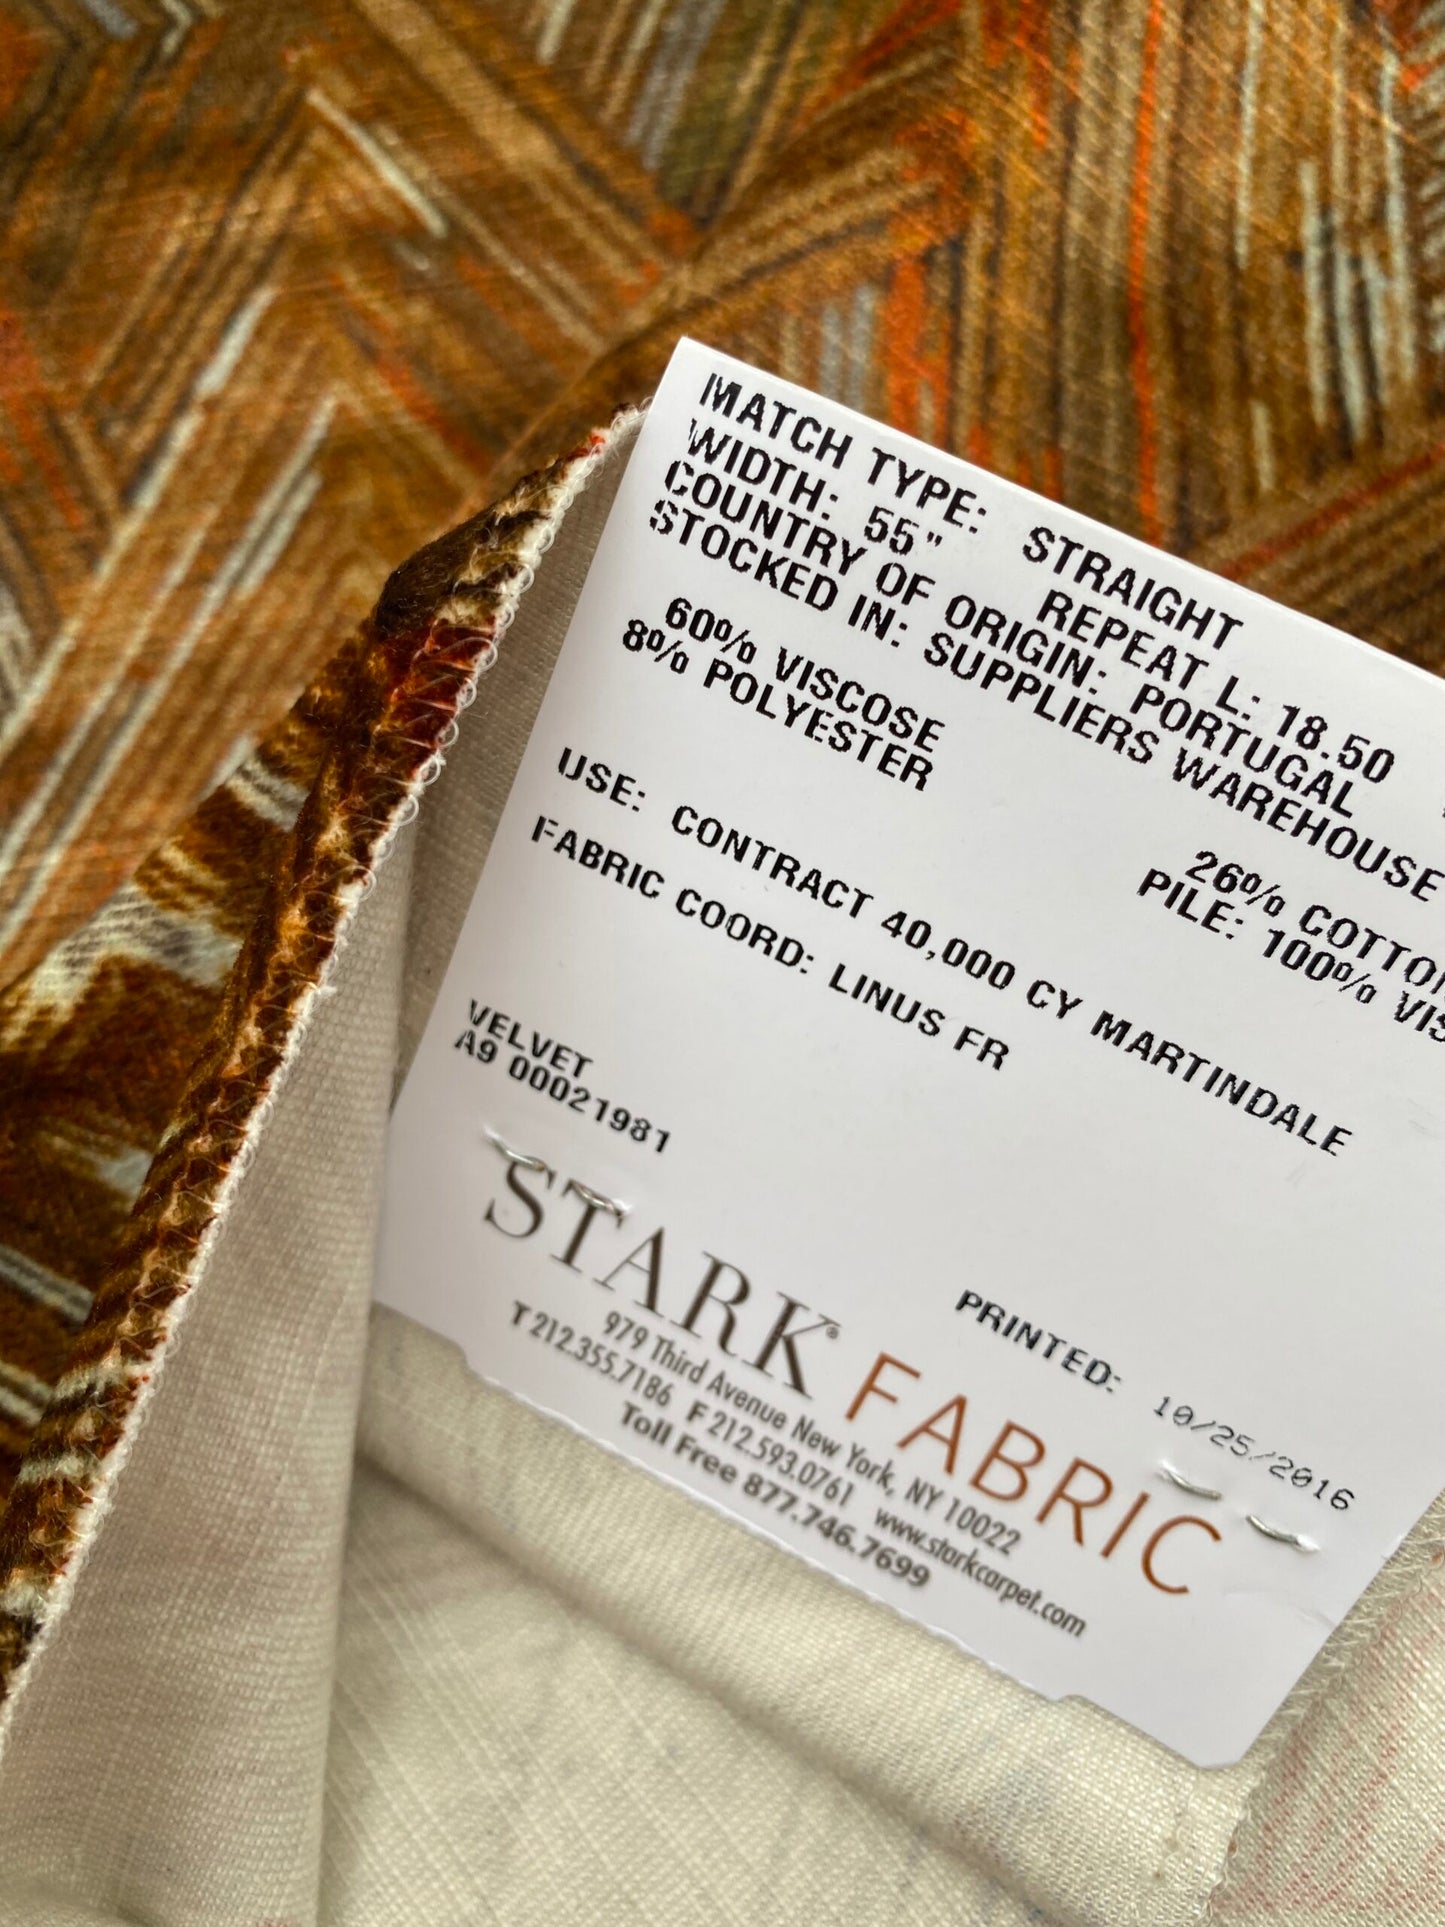 MATCH TYPE: STRAIGHT
WIDTH: 55" REPEAT L: 18.50
COUNTRY OF ORIGIN: PORTUGAL
STOCKED IN: SUPPLIERS WAREHOUSE
60% VISCOSE 26% COTTON
8% POLYESTER PILE: 100% VIS
USE: CONTRACT 40,000 CY MARTINDALE
FABRIC COORD: LINUS FR
VELVET
A9 00021981
PRINTED: 10/25/2016
STARK® FABRIC
979 Third Avenue New York, NY 10022
T 212.355.7186 F 212.593.0761 www.starkcarpet.com
Toll Free 877.746.7699